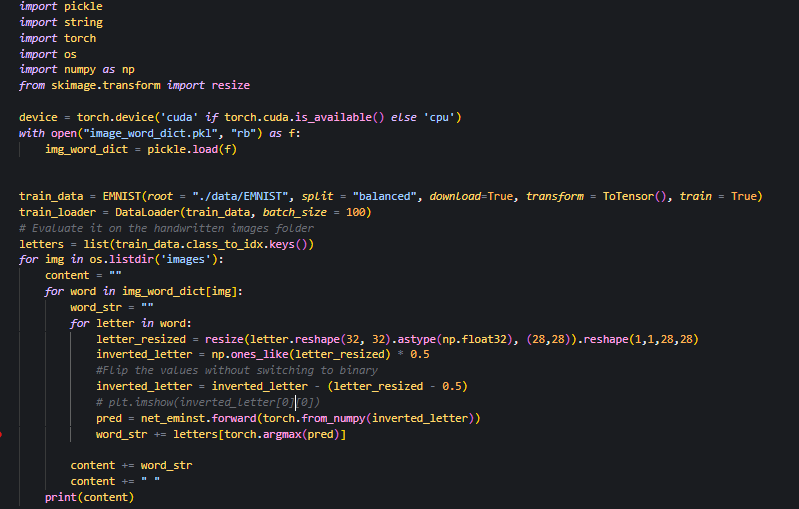 import pickle
import string
import torch
import os
import numpy as np
from skimage.transform import resize
device = torch.device('cuda' if torch.cuda.is_available() else 'cpu')
with open("image_word_dict.pkl", "rb") as f:
    img_word_dict = pickle.load(f)
train_data = EMNIST(root = "./data/EMNIST", split = "balanced", download=True, transform = ToTensor(), train = True)
train_loader = DataLoader(train_data, batch_size = 100)
# Evaluate it on the handwritten images folder
letters = list(train_data.class_to_idx.keys())
for img in os.listdir('images'):
    content = ""
    for word in img_word_dict[img]:
        word_str = ""
        for letter in word:
            letter_resized = resize(letter.reshape(32, 32).astype(np.float32), (28,28)).reshape(1,1,28,28)
            inverted_letter = np.ones_like(letter_resized) * 0.5
            #Flip the values without switching to binary
            inverted_letter = inverted_letter - (letter_resized - 0.5)
            # plt.imshow(inverted_letter[0][0])
            pred = net_eminst.forward(torch.from_numpy(inverted_letter))
            word_str += letters[torch.argmax(pred)]
        content += word_str
        content += " "
    print(content)